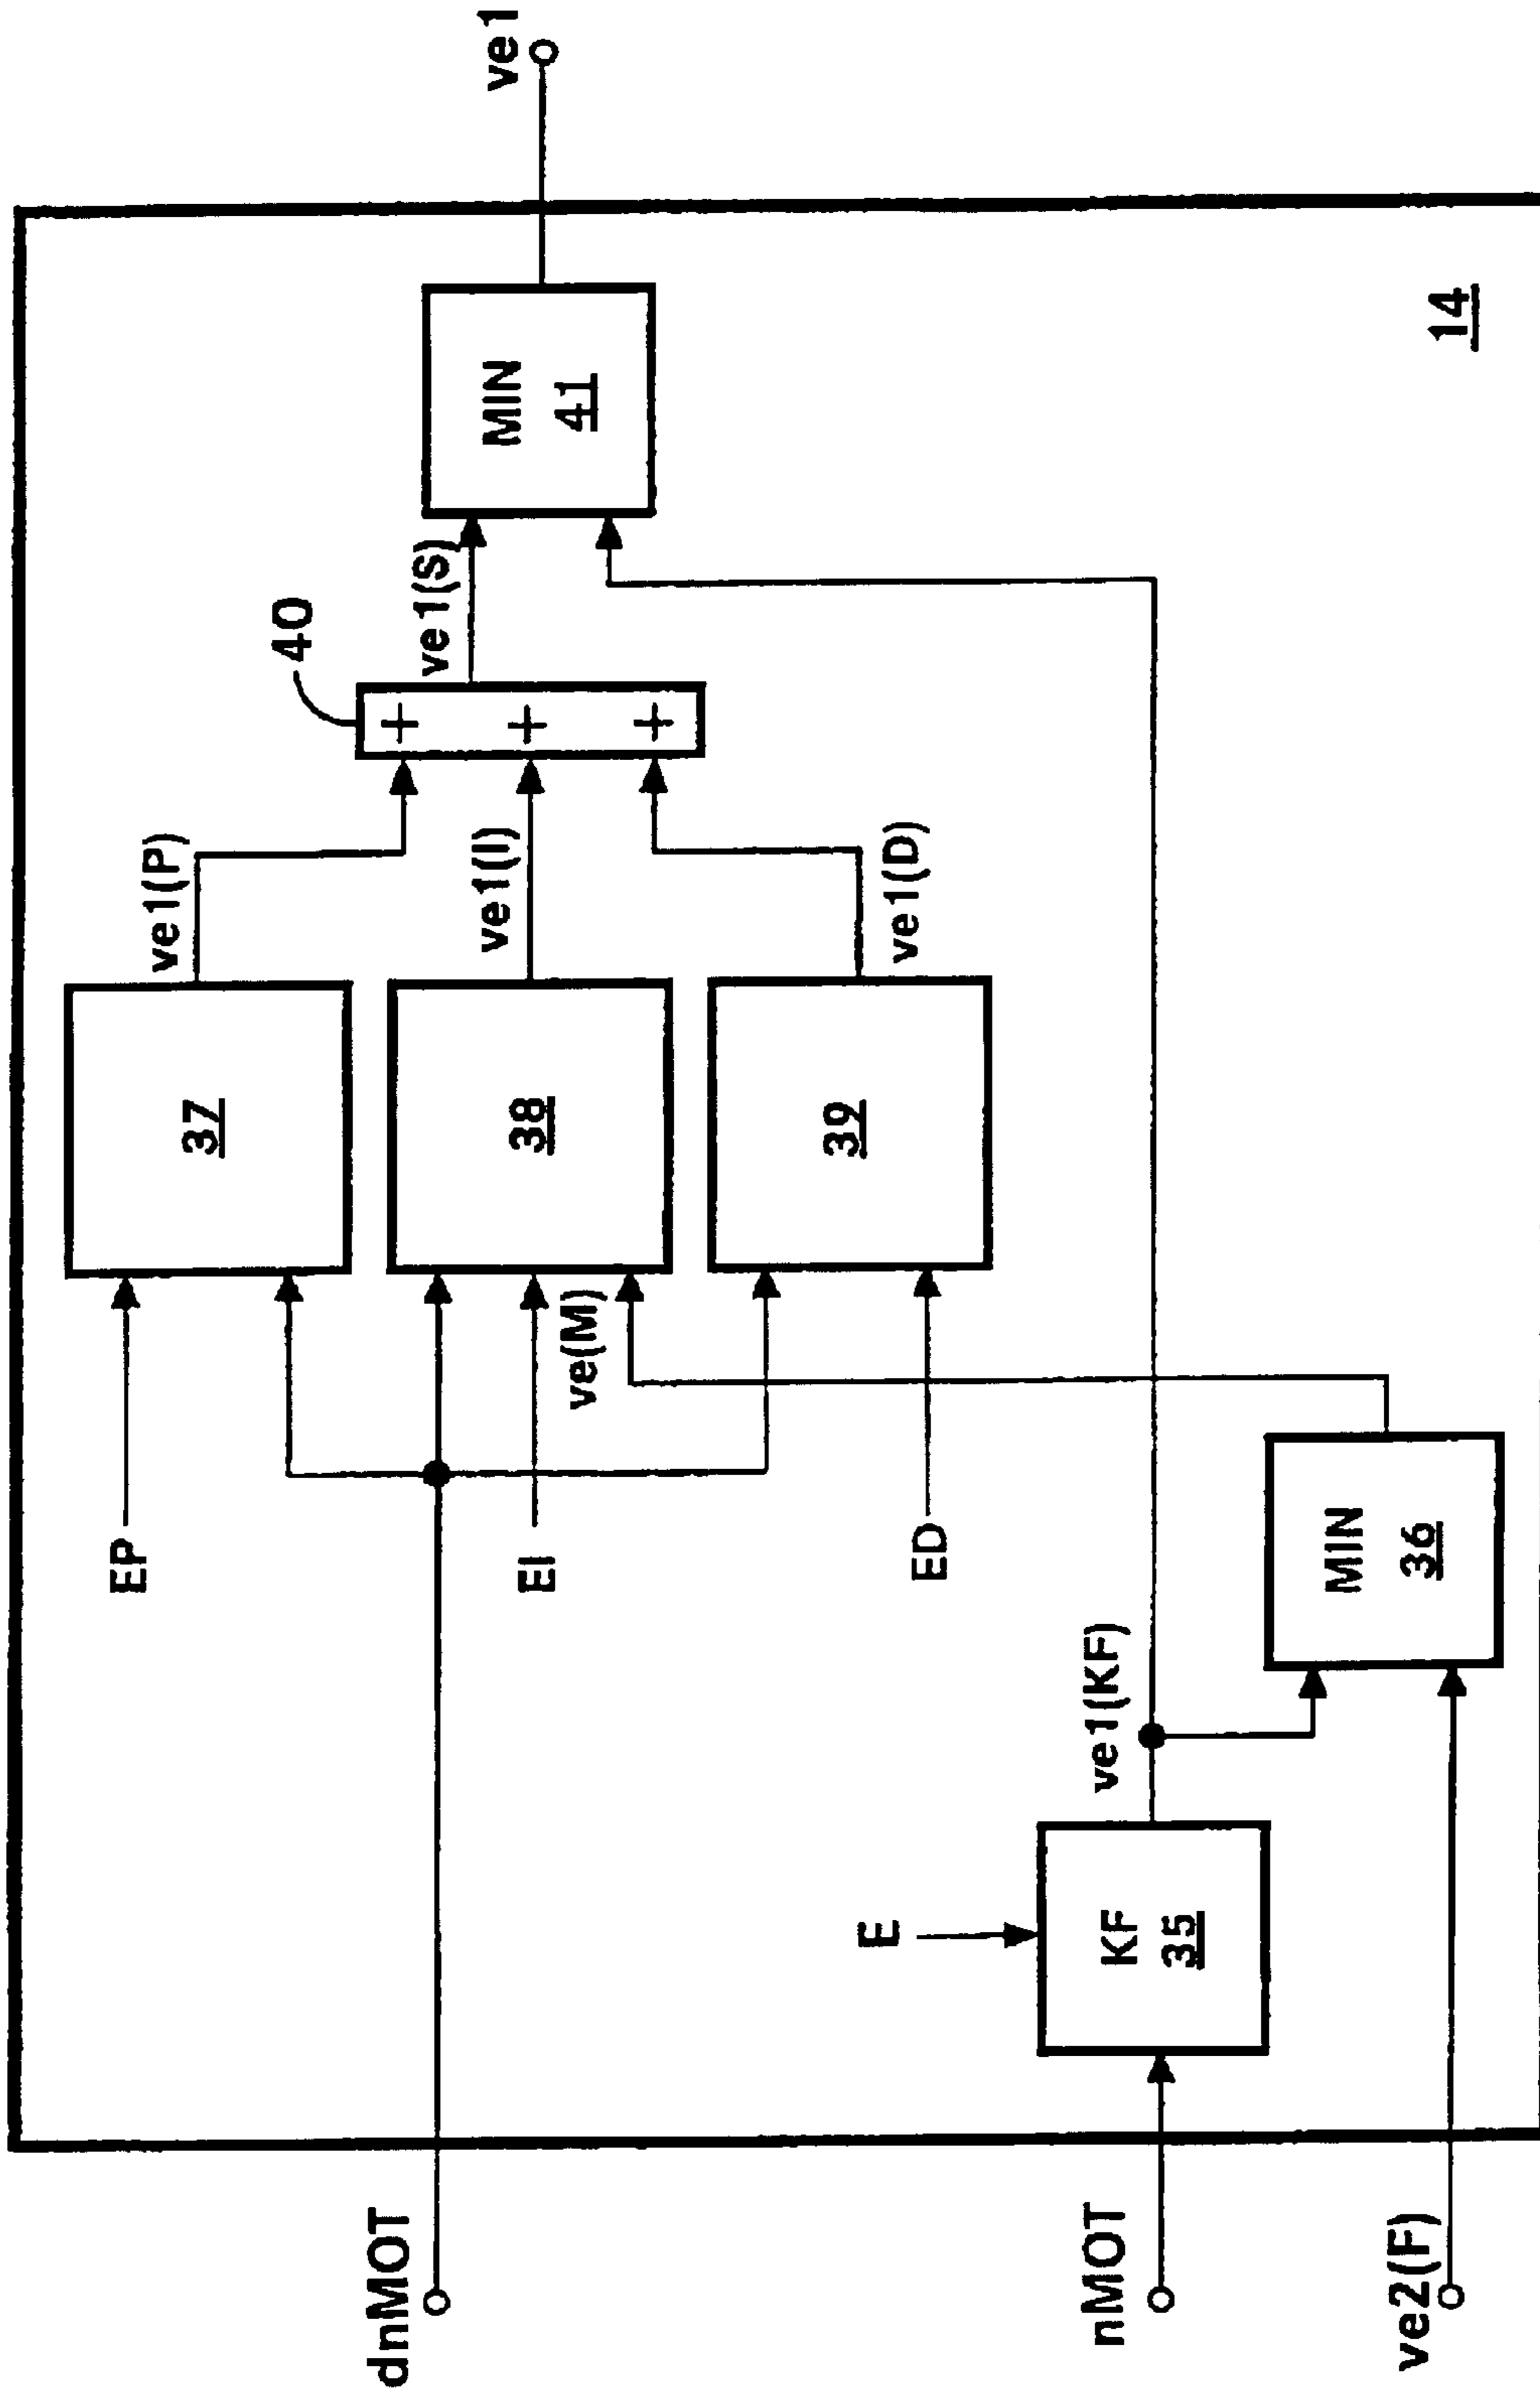 dnMOT
nMOT
ve2(F)
EP
EI
ED
E
KF
35
ve1(KF)
MIN
36
ve(M)
37
38
39
ve1(P)
ve1(I)
ve1(D)
40
ve1(S)
MIN
41
ve1
14